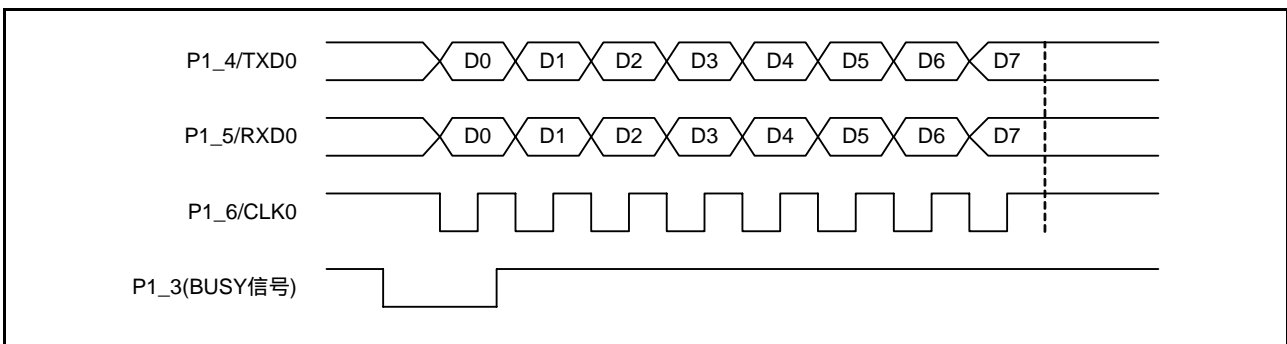 P1_4/TXD0 D0 D1 D2 D3 D4 D5 D6 D7
P1_5/RXD0 D0 D1 D2 D3 D4 D5 D6 D7
P1_6/CLK0
P1_3(BUSY信号)